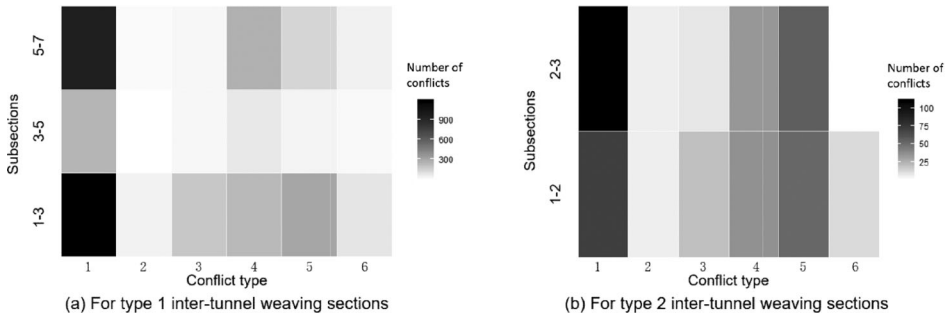 5-7
3-5
1-3
Subsections
1 2 3 4 5 6
Conflict type
Number of
conflicts
900
600
300
(a) For type 1 inter-tunnel weaving sections
2-3
1-2
Subsections
1 2 3 4 5 6
Conflict type
Number of
conflicts
100
75
50
25
(b) For type 2 inter-tunnel weaving sections